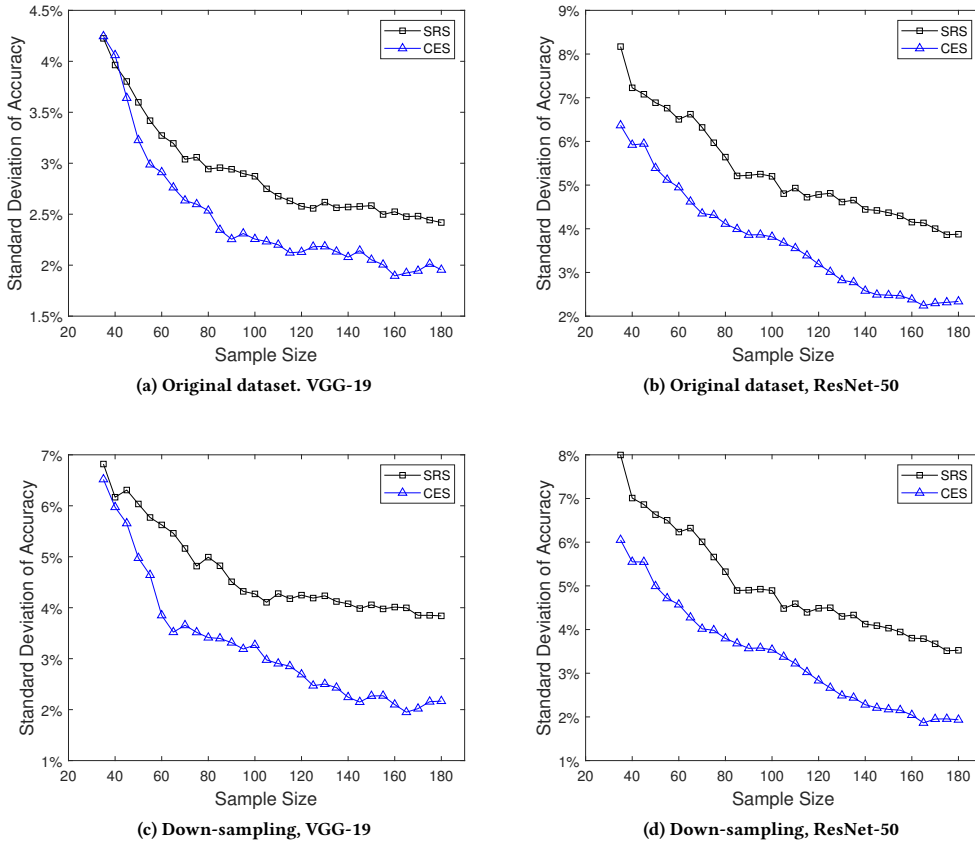 4.5%
4%
3.5%
3%
2.5%
2%
1.5%
Standard Deviation of Accuracy
SRS
CES
20 40 60 80 100 120 140 160 180
Sample Size
(a) Original dataset. VGG-19
9%
8%
7%
6%
5%
4%
3%
2%
Standard Deviation of Accuracy
SRS
CES
20 40 60 80 100 120 140 160 180
Sample Size
(b) Original dataset, ResNet-50
7%
6%
5%
4%
3%
2%
1%
Standard Deviation of Accuracy
SRS
CES
20 40 60 80 100 120 140 160 180
Sample Size
(c) Down-sampling, VGG-19
8%
7%
6%
5%
4%
3%
2%
1%
Standard Deviation of Accuracy
SRS
CES
20 40 60 80 100 120 140 160 180
Sample Size
(d) Down-sampling, ResNet-50